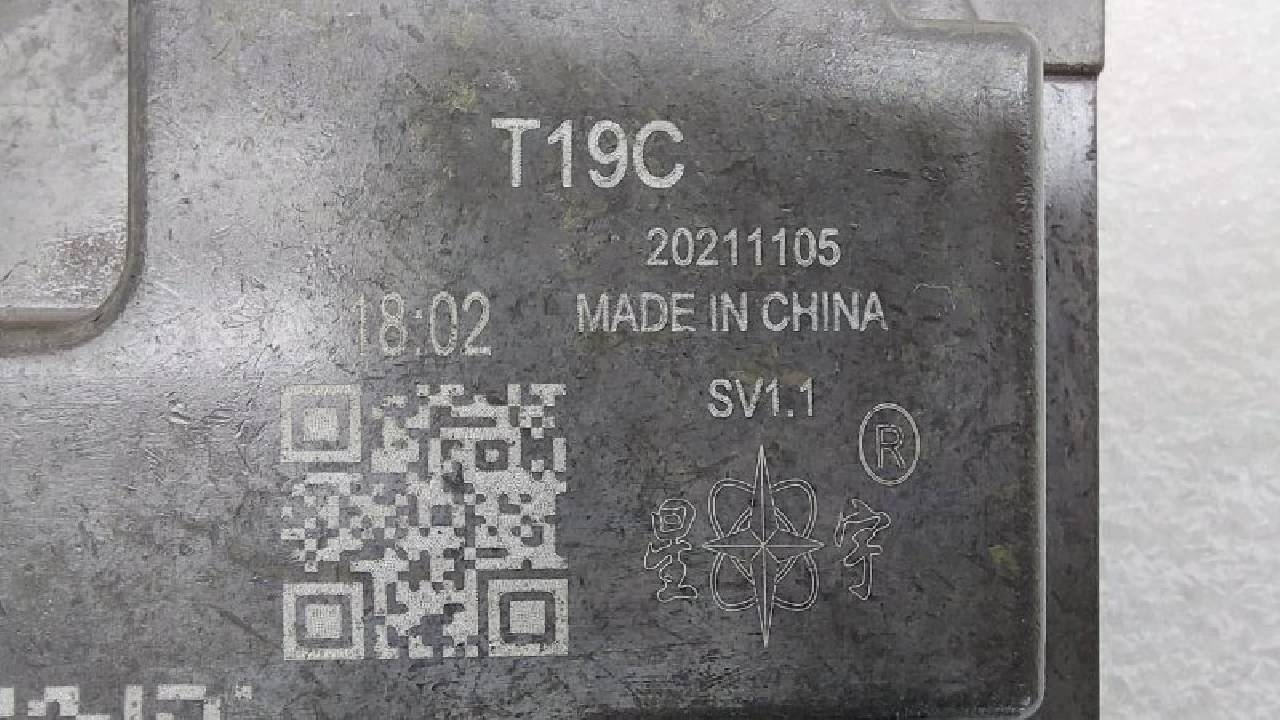 T19C
20211105
18:02
MADE IN CHINA
SV1.1
®
星 宇